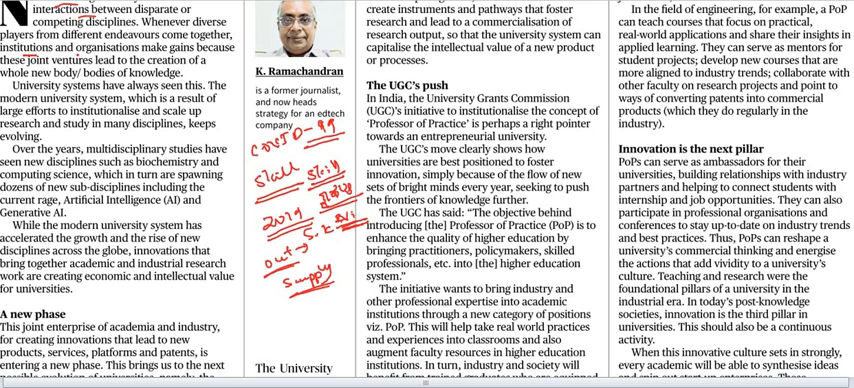 Interactions between disparate or
competing disciplines. Whenever diverse
players from different endeavours come together,
institutions and organisations make gains because
these joint ventures lead to the creation of a
whole new body/ bodies of knowledge.
University systems have always seen this. The
modern university system, which is a result of
large efforts to institutionalise and scale up
research and study in many disciplines, keeps
evolving.
Over the years, multidisciplinary studies have
seen new disciplines such as biochemistry and
computing science, which in turn are spawning
dozens of new sub-disciplines including the
current rage, Artificial Intelligence (AI) and
Generative AI.
While the modern university system has
accelerated the growth and the rise of new
disciplines across the globe, innovations that
bring together academic and industrial research
work are creating economic and intellectual value
for universities.
A new phase
This joint enterprise of academia and industry,
for creating innovations that lead to new
products, services, platforms and patents, is
entering a new phase. This brings us to the next
K. Ramachandran
is a former journalist,
and now heads
strategy for an edtech
company
COVID-19
Stall
2019
out →
Supply
The University
create instruments and pathways that foster
research and lead to a commercialisation of
research output, so that the university system can
capitalise the intellectual value of a new product
or processes.
The UGC's push
In India, the University Grants Commission
(UGC)'s initiative to institutionalise the concept of
'Professor of Practice' is perhaps a right pointer
towards an entrepreneurial university.
The UGC's move clearly shows how
universities are best positioned to foster
innovation, simply because of the flow of new
sets of bright minds every year, seeking to push
the frontiers of knowledge further.
The UGC has said: “The objective behind
introducing [the] Professor of Practice (PoP) is to
enhance the quality of higher education by
bringing practitioners, policymakers, skilled
professionals, etc. into [the] higher education
system.”
The initiative wants to bring industry and
other professional expertise into academic
institutions through a new category of positions
viz. PoP. This will help take real world practices
and experiences into classrooms and also
augment faculty resources in higher education
institutions. In turn, industry and society will
In the field of engineering, for example, a PoP
can teach courses that focus on practical,
real-world applications and share their insights in
applied learning. They can serve as mentors for
student projects; develop new courses that are
more aligned to industry trends; collaborate with
other faculty on research projects and point to
ways of converting patents into commercial
products (which they do regularly in the
industry).
Innovation is the next pillar
PoPs can serve as ambassadors for their
universities, building relationships with industry
partners and helping to connect students with
internship and job opportunities. They can also
participate in professional organisations and
conferences to stay up-to-date on industry trends
and best practices. Thus, PoPs can reshape a
university's commercial thinking and energise
the actions that add vividity to a university's
culture. Teaching and research were the
foundational pillars of a university in the
industrial era. In today's post-knowledge
societies, innovation is the third pillar in
universities. This should also be a continuous
activity.
When this innovative culture sets in strongly,
every academic will be able to synthesise ideas